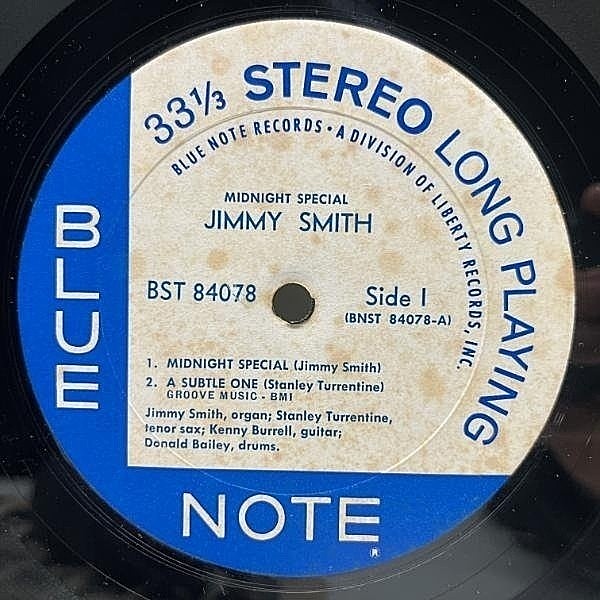 33⅓ STEREO LONG PLAYING
BLUE NOTE RECORDS • A DIVISION OF LIBERTY RECORDS, INC.
MIDNIGHT SPECIAL
JIMMY SMITH
BST 84078
Side 1
(BNST 84078-A)
1. MIDNIGHT SPECIAL (Jimmy Smith)
2. A SUBTLE ONE (Stanley Turrentine)
GROOVE MUSIC - BMI
Jimmy Smith, organ; Stanley Turrentine,
tenor sax; Kenny Burrell, guitar;
Donald Bailey, drums.
BLUE
NOTE
®